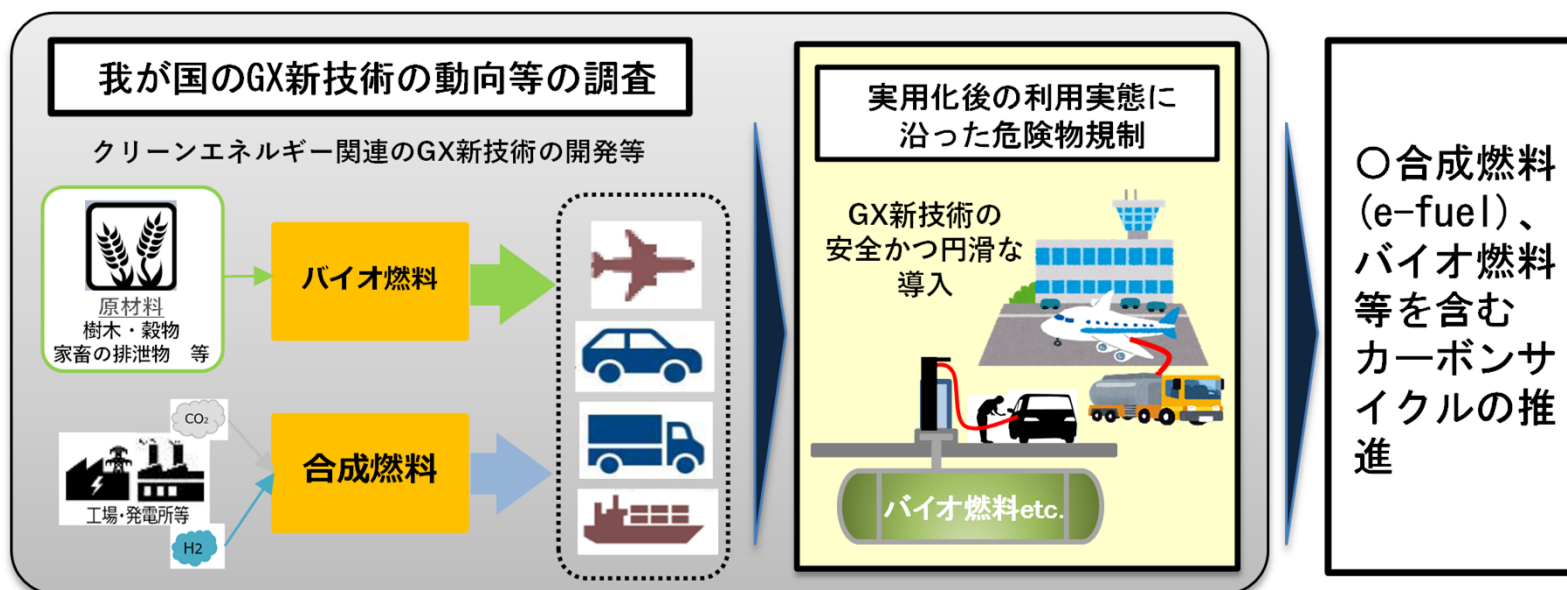 我が国のGX新技術の動向等の調査
クリーンエネルギー関連のGX新技術の開発等
原材料
樹木・穀物
家畜の排泄物　等
バイオ燃料
CO₂
工場・発電所等
H2
合成燃料
実用化後の利用実態に
沿った危険物規制
GX新技術の
安全かつ円滑な
導入
バイオ燃料etc.
〇合成燃料
(e-fuel)、
バイオ燃料
等を含む
カーボンサ
イクルの推
進